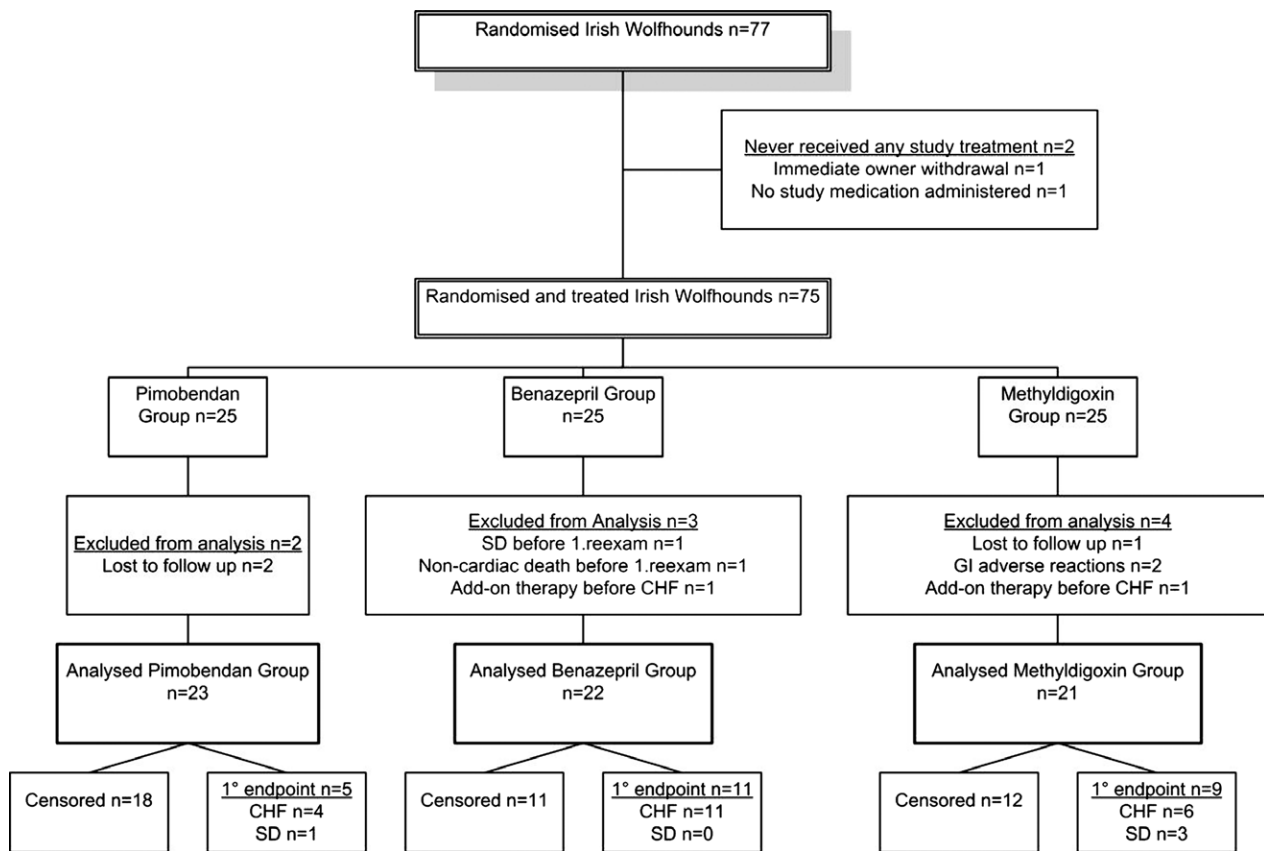 Randomised Irish Wolfhounds n=77
Never received any study treatment n=2
Immediate owner withdrawal n=1
No study medication administered n=1
Randomised and treated Irish Wolfhounds n=75
Pimobendan
Group n=25
Benazepril Group
n=25
Methyldigoxin
Group n=25
Excluded from analysis n=2
Lost to follow up n=2
Excluded from Analysis n=3
SD before 1.reexam n=1
Non-cardiac death before 1.reexam n=1
Add-on therapy before CHF n=1
Excluded from analysis n=4
Lost to follow up n=1
GI adverse reactions n=2
Add-on therapy before CHF n=1
Analysed Pimobendan Group
n=23
Analysed Benazepril Group
n=22
Analysed Methyldigoxin Group
n=21
Censored n=18
1° endpoint n=5
CHF n=4
SD n=1
Censored n=11
1° endpoint n=11
CHF n=11
SD n=0
Censored n=12
1° endpoint n=9
CHF n=6
SD n=3